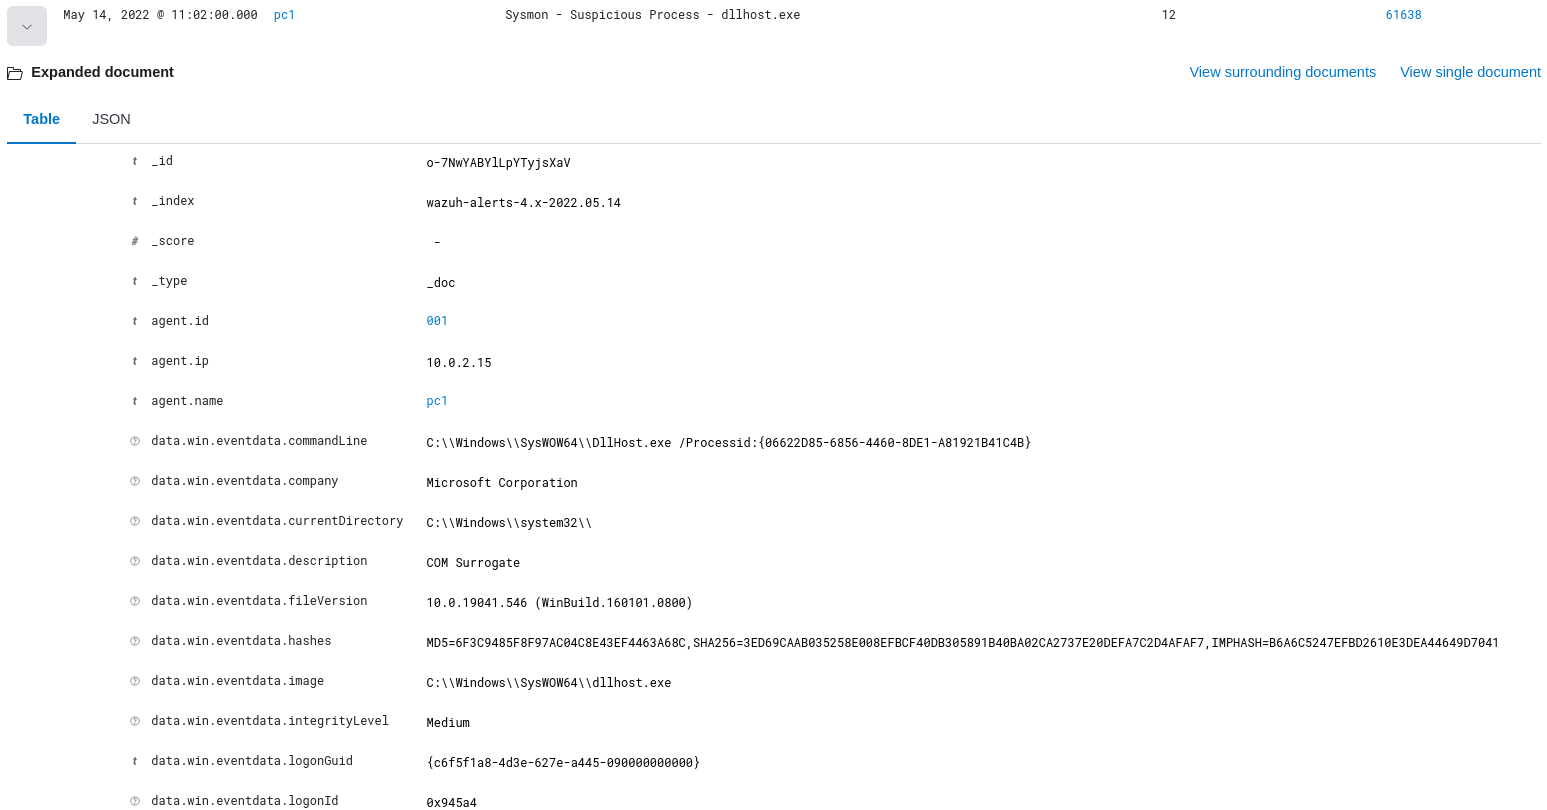 May 14, 2022 @ 11:02:00.000 pc1 Sysmon - Suspicious Process - dllhost.exe 12 61638
Expanded document View surrounding documents View single document
Table JSON
t _id o-7NwYABYlLpYTyjsXaV
t _index wazuh-alerts-4.x-2022.05.14
# _score -
t _type _doc
t agent.id 001
t agent.ip 10.0.2.15
t agent.name pc1
? data.win.eventdata.commandLine C:\\Windows\\SysWOW64\\DllHost.exe /Processid:{06622D85-6856-4460-8DE1-A81921B41C4B}
? data.win.eventdata.company Microsoft Corporation
? data.win.eventdata.currentDirectory C:\\Windows\\system32\\
? data.win.eventdata.description COM Surrogate
? data.win.eventdata.fileVersion 10.0.19041.546 (WinBuild.160101.0800)
? data.win.eventdata.hashes MD5=6F3C9485F8F97AC04C8E43EF4463A68C,SHA256=3ED69CAAB035258E008EFBCF40DB305891B40BA02CA2737E20DEFA7C2D4AFAF7,IMPHASH=B6A6C5247EFBD2610E3DEA44649D7041
? data.win.eventdata.image C:\\Windows\\SysWOW64\\dllhost.exe
? data.win.eventdata.integrityLevel Medium
t data.win.eventdata.logonGuid {c6f5f1a8-4d3e-627e-a445-090000000000}
? data.win.eventdata.logonId 0x945a4